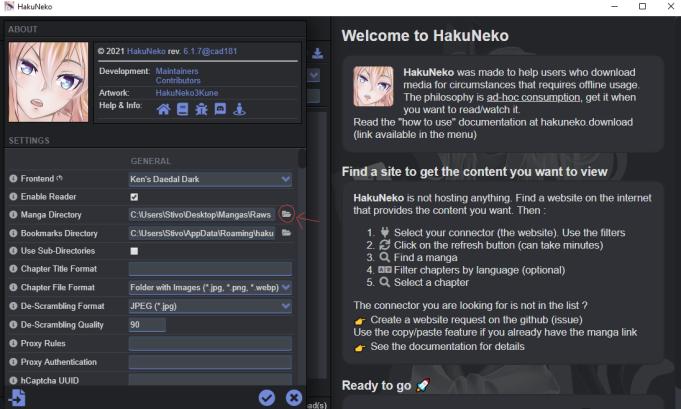 HakuNeko
ABOUT
© 2021 HakuNeko rev. 6.1.7@cad181
Development: Maintainers
Contributors
Artwork: HakuNeko3Kune
Help & Info:
SETTINGS
GENERAL
Frontend Ken's Daedal Dark
Enable Reader
Manga Directory C:\Users\Stivo\Desktop\Mangas\Raws
Bookmarks Directory C:\Users\Stivo\AppData\Roaming\haku
Use Sub-Directories
Chapter Title Format
Chapter File Format Folder with Images (*.jpg, *.png, *.webp)
De-Scrambling Format JPEG (*.jpg)
De-Scrambling Quality 90
Proxy Rules
Proxy Authentication
hCaptcha UUID
ad(s)
Welcome to HakuNeko
HakuNeko was made to help users who download
media for circumstances that requires offline usage.
The philosophy is ad-hoc consumption, get it when
you want to read/watch it.
Read the "how to use" documentation at hakuneko.download
(link available in the menu)
Find a site to get the content you want to view
HakuNeko is not hosting anything. Find a website on the internet
that provides the content you want. Then :
1. Select your connector (the website). Use the filters
2. Click on the refresh button (can take minutes)
3. Find a manga
4. Filter chapters by language (optional)
5. Select a chapter
The connector you are looking for is not in the list ?
👉 Create a website request on the github (issue)
Use the copy/paste feature if you already have the manga link
👉 See the documentation for details
Ready to go 🚀